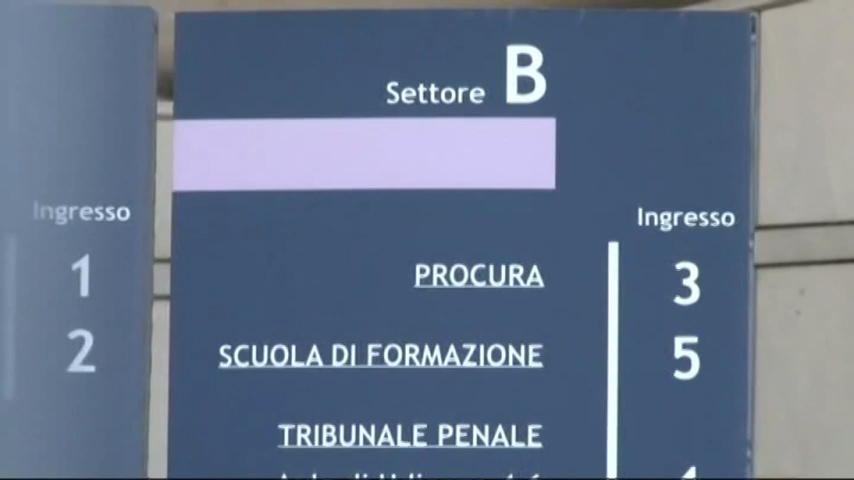 Settore B
Ingresso
1
2
Ingresso
PROCURA 3
SCUOLA DI FORMAZIONE 5
TRIBUNALE PENALE